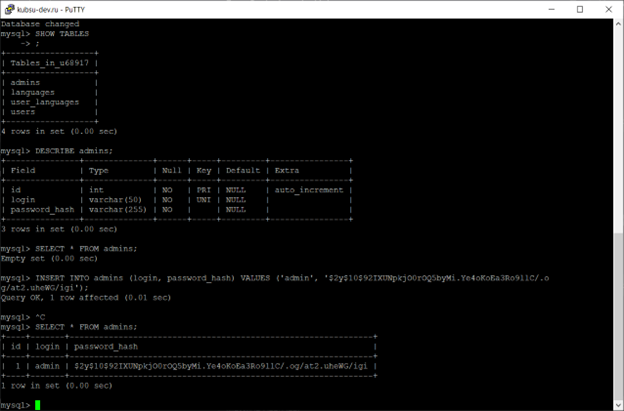 kubsu-dev.ru - PuTTY
Database changed
mysql> SHOW TABLES
    -> ;
+------------------+
| Tables_in_u68917 |
+------------------+
| admins           |
| languages        |
| user_languages   |
| users            |
+------------------+
4 rows in set (0.00 sec)
mysql> DESCRIBE admins;
+---------------+--------------+------+-----+---------+----------------+
| Field         | Type         | Null | Key | Default | Extra          |
+---------------+--------------+------+-----+---------+----------------+
| id            | int          | NO   | PRI | NULL    | auto_increment |
| login         | varchar(50)  | NO   | UNI | NULL    |                |
| password_hash | varchar(255) | NO   |     | NULL    |                |
+---------------+--------------+------+-----+---------+----------------+
3 rows in set (0.00 sec)
mysql> SELECT * FROM admins;
Empty set (0.00 sec)
mysql> INSERT INTO admins (login, password_hash) VALUES ('admin', '$2y$10$92IXUNpkjO0rOQ5byMi.Ye4oKoEa3Ro9llC/.o
g/at2.uheWG/igi');
Query OK, 1 row affected (0.01 sec)
mysql> ^C
mysql> SELECT * FROM admins;
+----+-------+--------------------------------------------------------------+
| id | login | password_hash                                                |
+----+-------+--------------------------------------------------------------+
| 1 | admin | $2y$10$92IXUNpkjO0rOQ5byMi.Ye4oKoEa3Ro9llC/.og/at2.uheWG/igi |
+----+-------+--------------------------------------------------------------+
1 row in set (0.00 sec)
mysql>